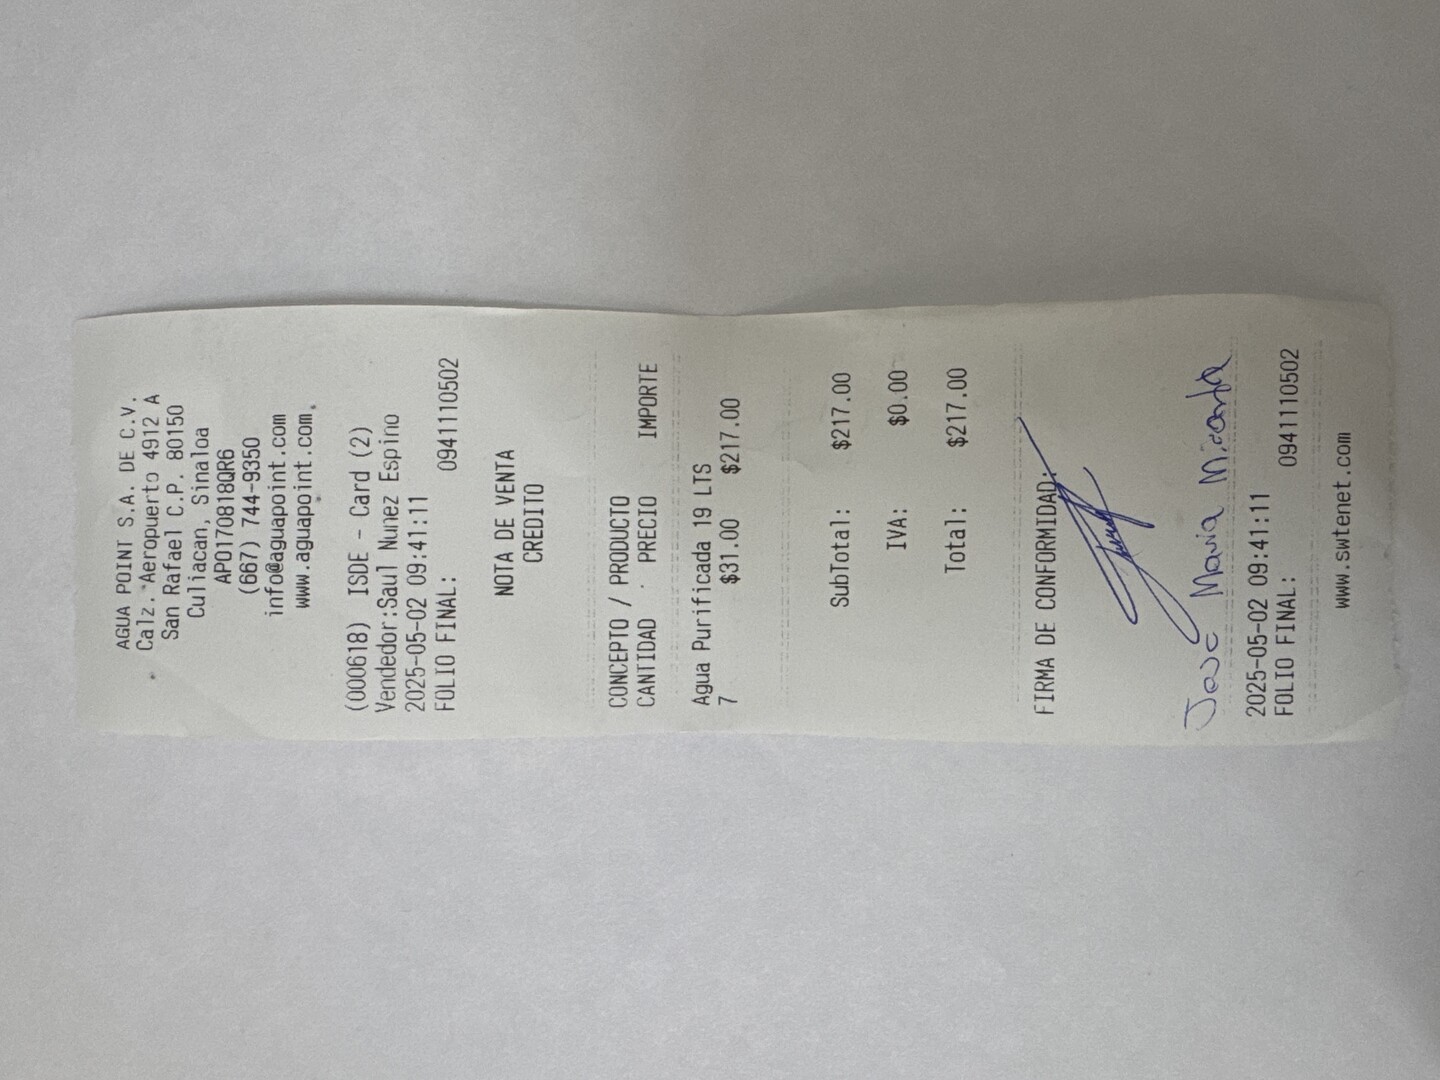 AGUA POINT S.A. DE C.V.
Calz. Aeropuerto 4912 A
San Rafael C.P. 80150
Culiacan, Sinaloa
APO170818QR6
(667) 744-9350
info@aguapoint.com
www.aguapoint.com
(000618) ISDE - Card (2)
Vendedor:Saul Nunez Espino
2025-05-02 09:41:11
FOLIO FINAL: 0941110502
NOTA DE VENTA
CREDITO
CONCEPTO / PRODUCTO
CANTIDAD PRECIO IMPORTE
Agua Purificada 19 LTS
7 $31.00 $217.00
SubTotal: $217.00
IVA: $0.00
Total: $217.00
FIRMA DE CONFORMIDAD:
Jose Maria
2025-05-02 09:41:11
FOLIO FINAL: 0941110502
www.swtenet.com